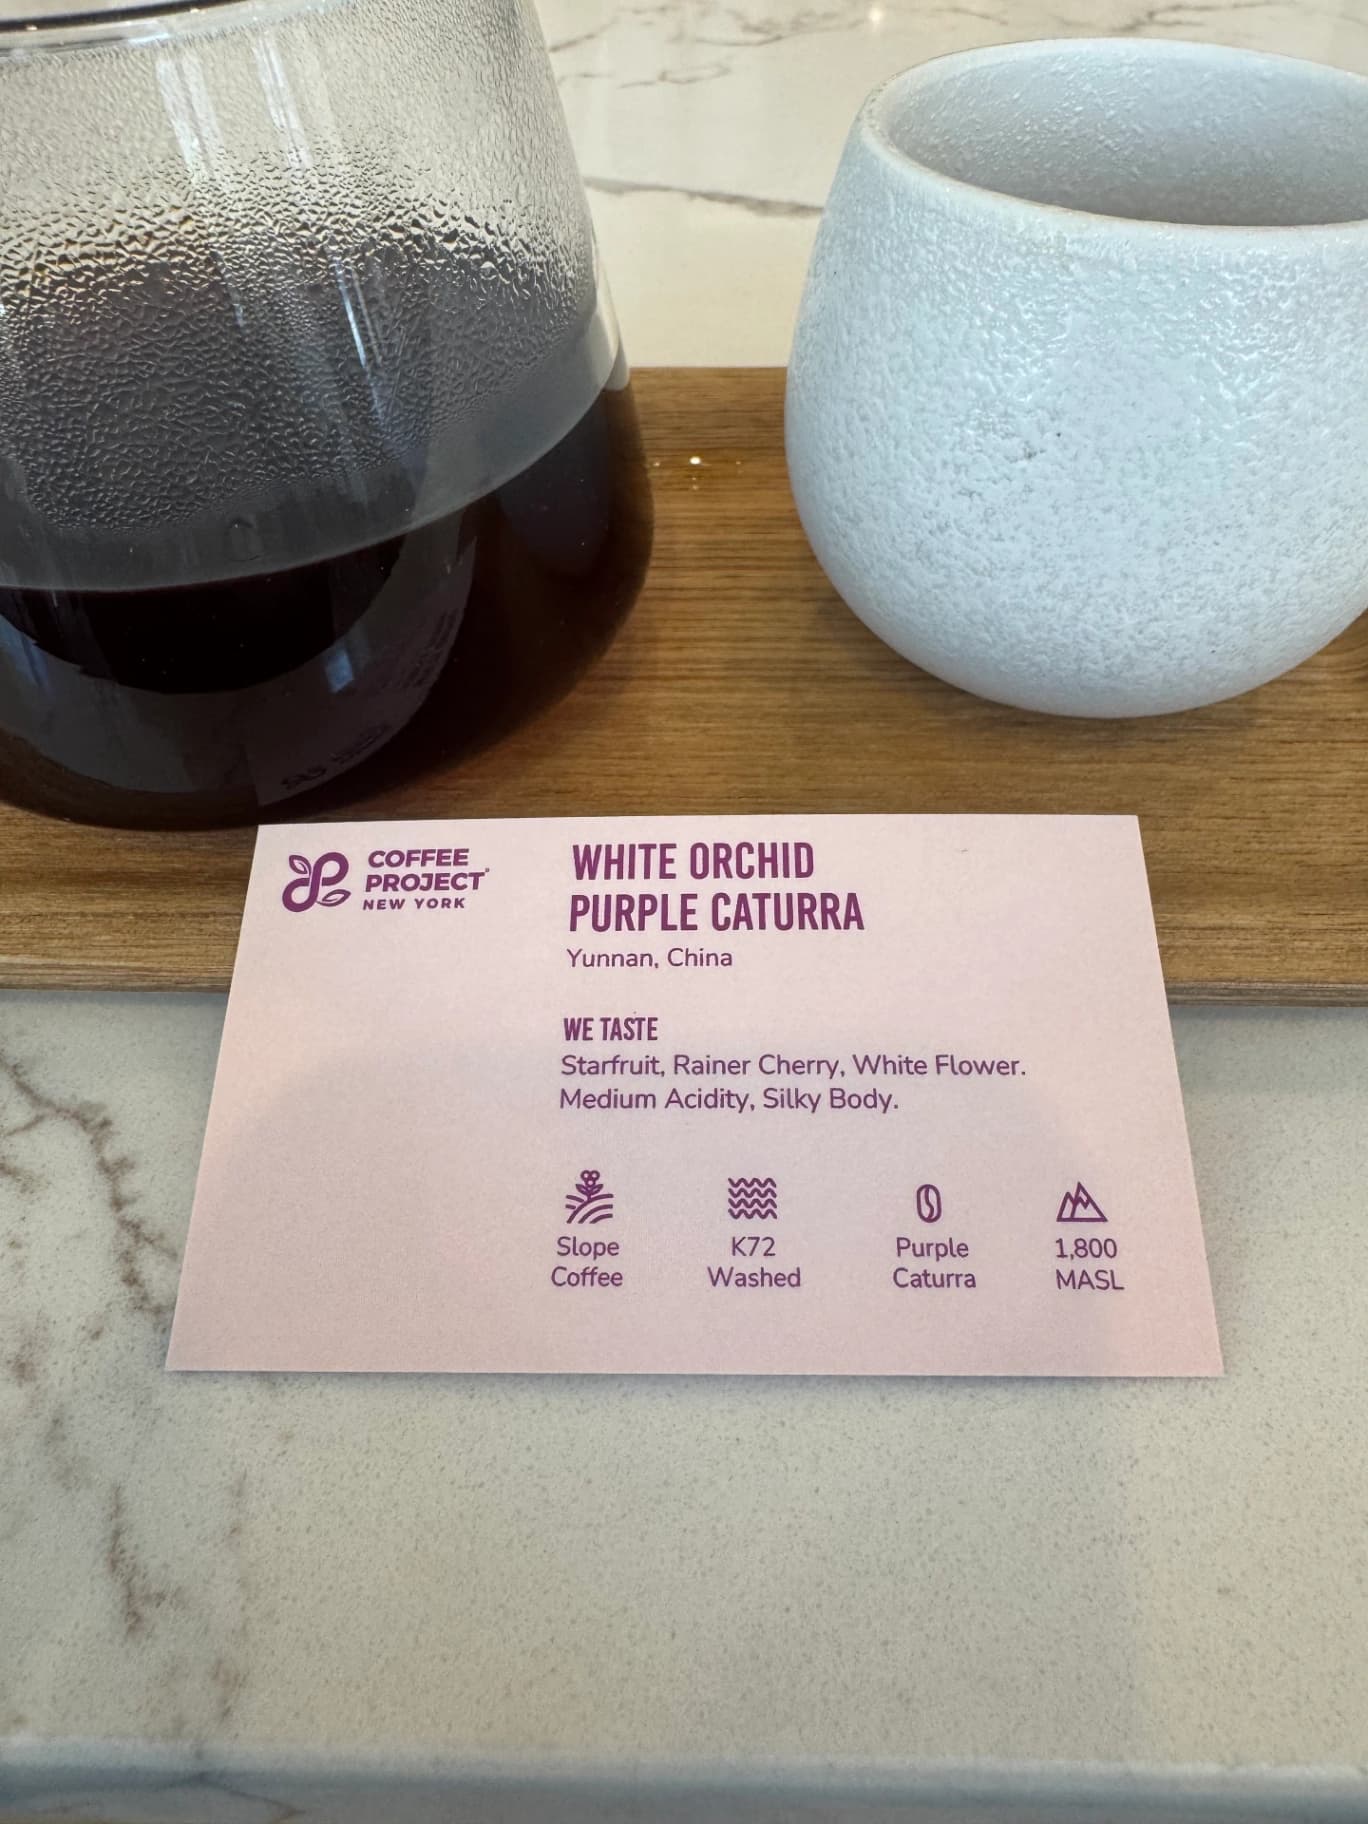 COFFEE
PROJECT
NEW YORK
WHITE ORCHID
PURPLE CATURRA
Yunnan, China
WE TASTE
Starfruit, Rainer Cherry, White Flower.
Medium Acidity, Silky Body.
Slope
Coffee
K72
Washed
Purple
Caturra
1,800
MASL